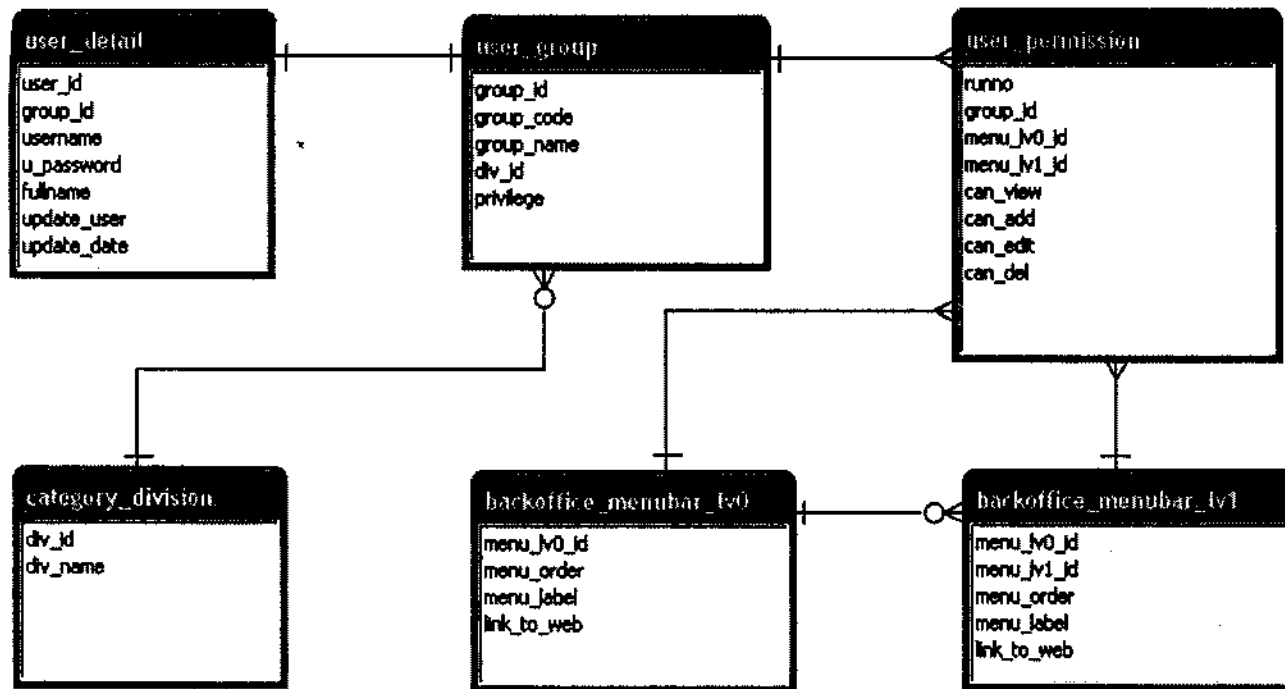 user_detail
user_id
group_id
username
u_password
fullname
update_user
update_date
user_group
group_id
group_code
group_name
div_id
privilege
user_permission
runno
group_id
menu_lv0_id
menu_lv1_id
can_view
can_add
can_edit
can_del
category_division
div_id
div_name
backoffice_menubar_lv0
menu_lv0_id
menu_order
menu_label
link_to_web
backoffice_menubar_lv1
menu_lv0_id
menu_lv1_id
menu_order
menu_label
link_to_web